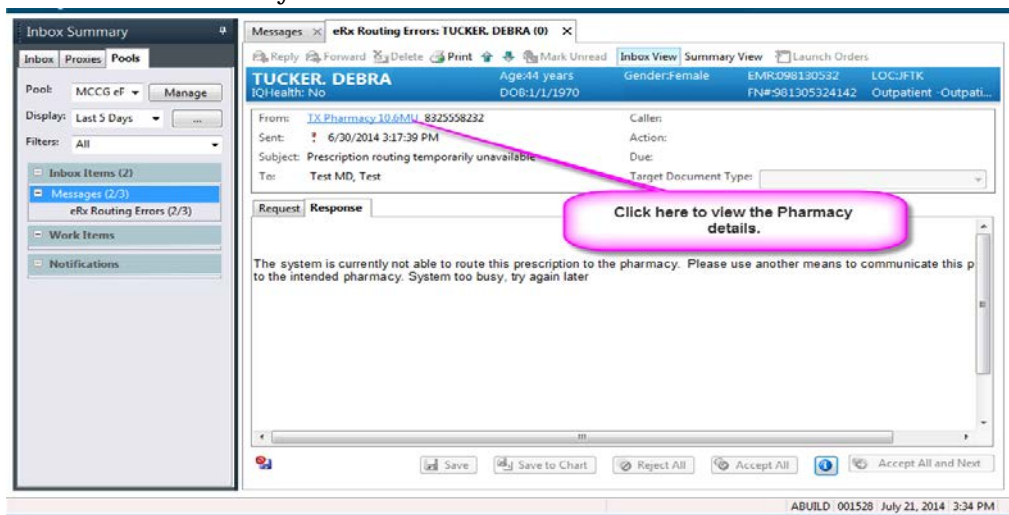 Inbox Summary
Inbox Proxies Pools
Pool: MCCG eF Manage
Display: Last 5 Days ...
Filters: All
Inbox Items (2)
Messages (2/3)
eRx Routing Errors (2/3)
Work Items
Notifications
Messages × eRx Routing Errors: TUCKER, DEBRA (0) ×
Reply Forward Delete Print Mark Unread Inbox View Summary View Launch Orders
TUCKER, DEBRA Age:44 years Gender:Female EMR:098130532 LOC:JFTK
IQHealth: No DOB:1/1/1970 FN#:981305324142 Outpatient -Outpati...
From: TX Pharmacy 10.6MU 8325558232 Caller:
Sent: ! 6/30/2014 3:17:39 PM Action:
Subject: Prescription routing temporarily unavailable Due:
To: Test MD, Test Target Document Type:
Request Response
Click here to view the Pharmacy
details.
The system is currently not able to route this prescription to the pharmacy. Please use another means to communicate this p
to the intended pharmacy. System too busy, try again later
Save Save to Chart Reject All Accept All Accept All and Next
ABUILD 001528 July 21, 2014 3:34 PM